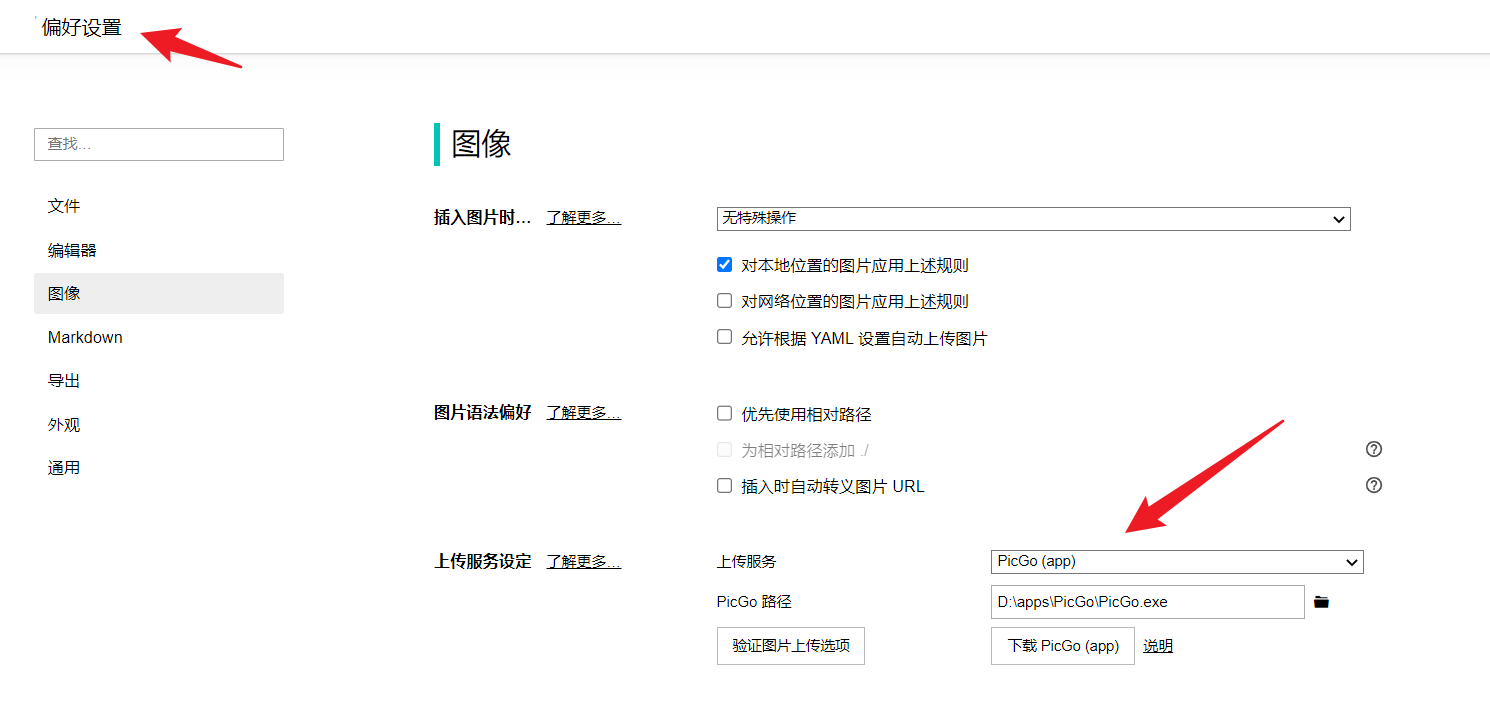 偏好设置
查找...
文件
编辑器
图像
Markdown
导出
外观
通用
图像
插入图片时... 了解更多... 无特殊操作
对本地位置的图片应用上述规则
对网络位置的图片应用上述规则
允许根据 YAML 设置自动上传图片
图片语法偏好 了解更多... 优先使用相对路径
为相对路径添加 ./
插入时自动转义图片 URL
上传服务设定 了解更多... 上传服务 PicGo (app)
PicGo 路径 D:\apps\PicGo\PicGo.exe
验证图片上传选项 下载 PicGo (app) 说明